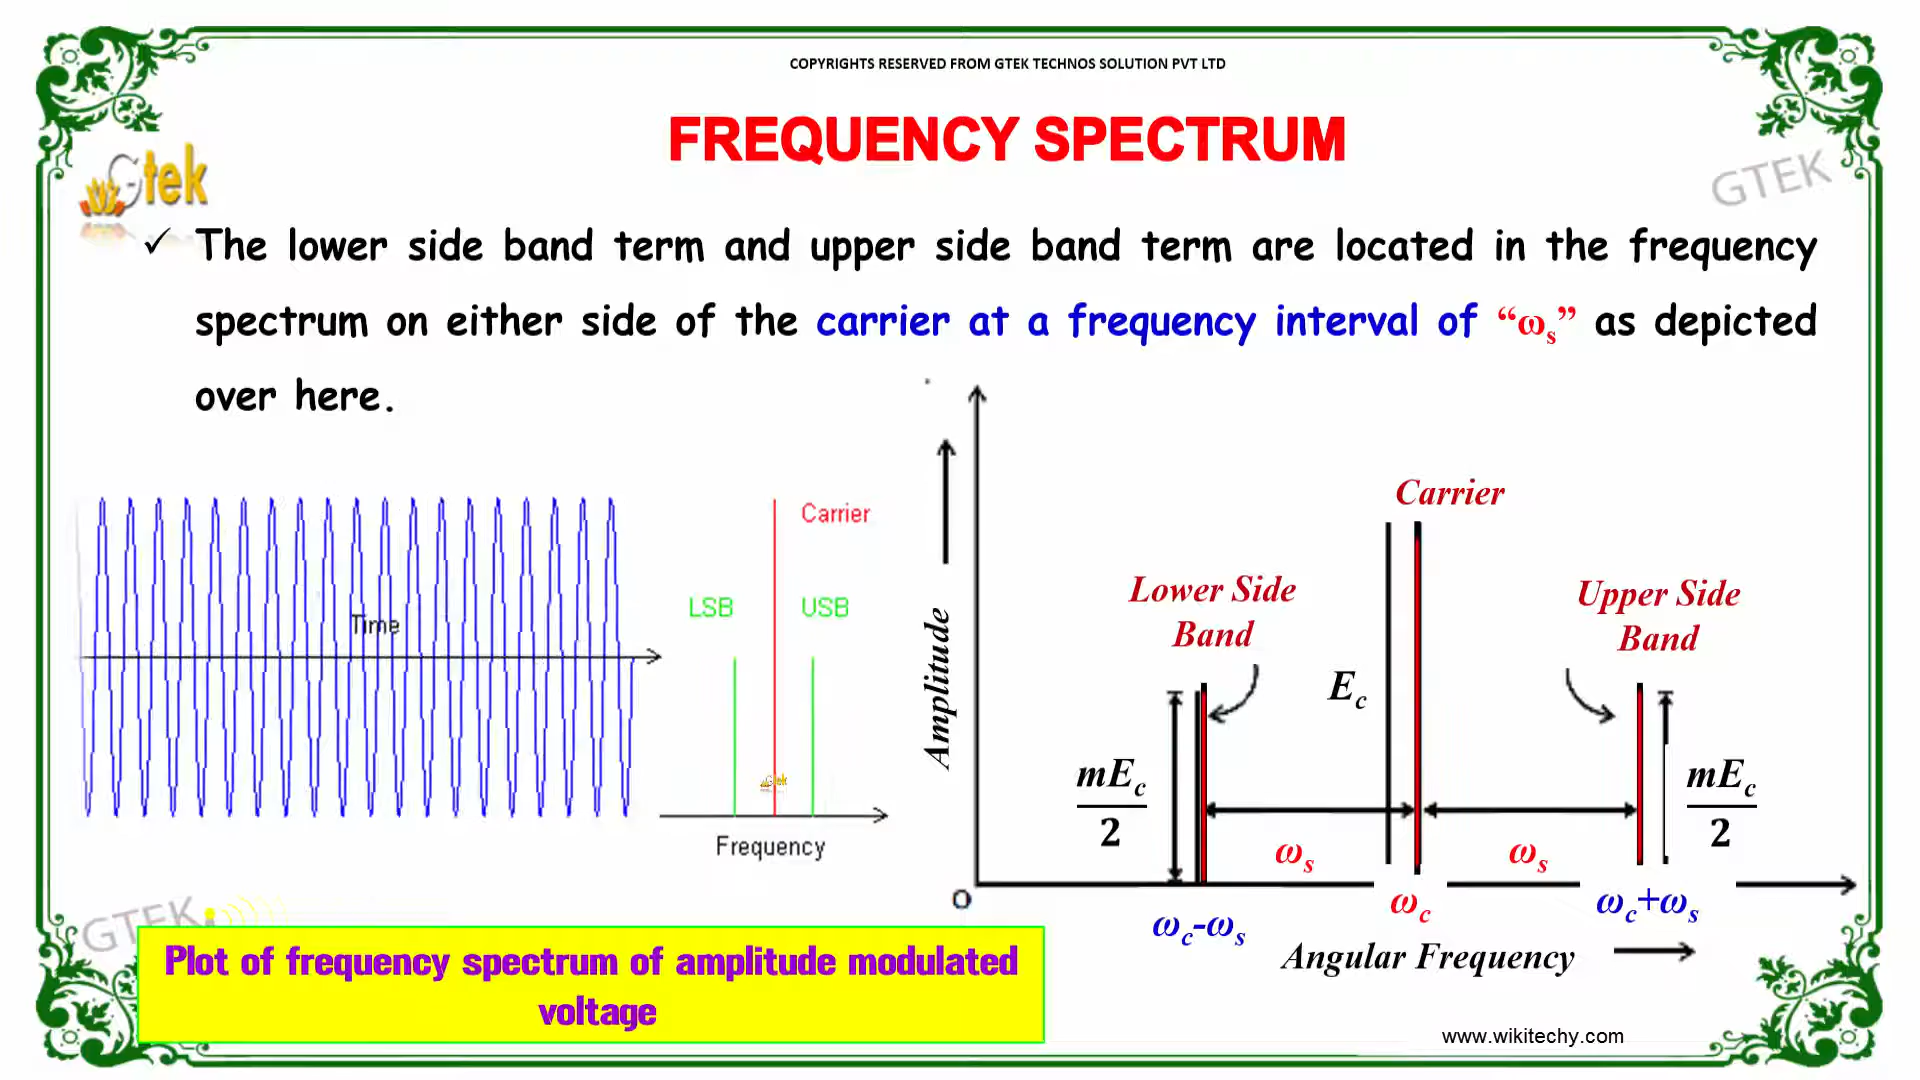 COPYRIGHTS RESERVED FROM GTEK TECHNOS SOLUTION PVT LTD
FREQUENCY SPECTRUM
Gtek
GTEK
✓ The lower side band term and upper side band term are located in the frequency
spectrum on either side of the carrier at a frequency interval of “ωs” as depicted
over here.
Time
Carrier
LSB
USB
Gtek
Frequency
Amplitude
Carrier
Lower Side
Band
Upper Side
Band
Ec
mEc
2
mEc
2
ωs
ωs
O
ωc-ωs
ωc
ωc+ωs
Angular Frequency
GTEK
Plot of frequency spectrum of amplitude modulated
voltage
www.wikitechy.com